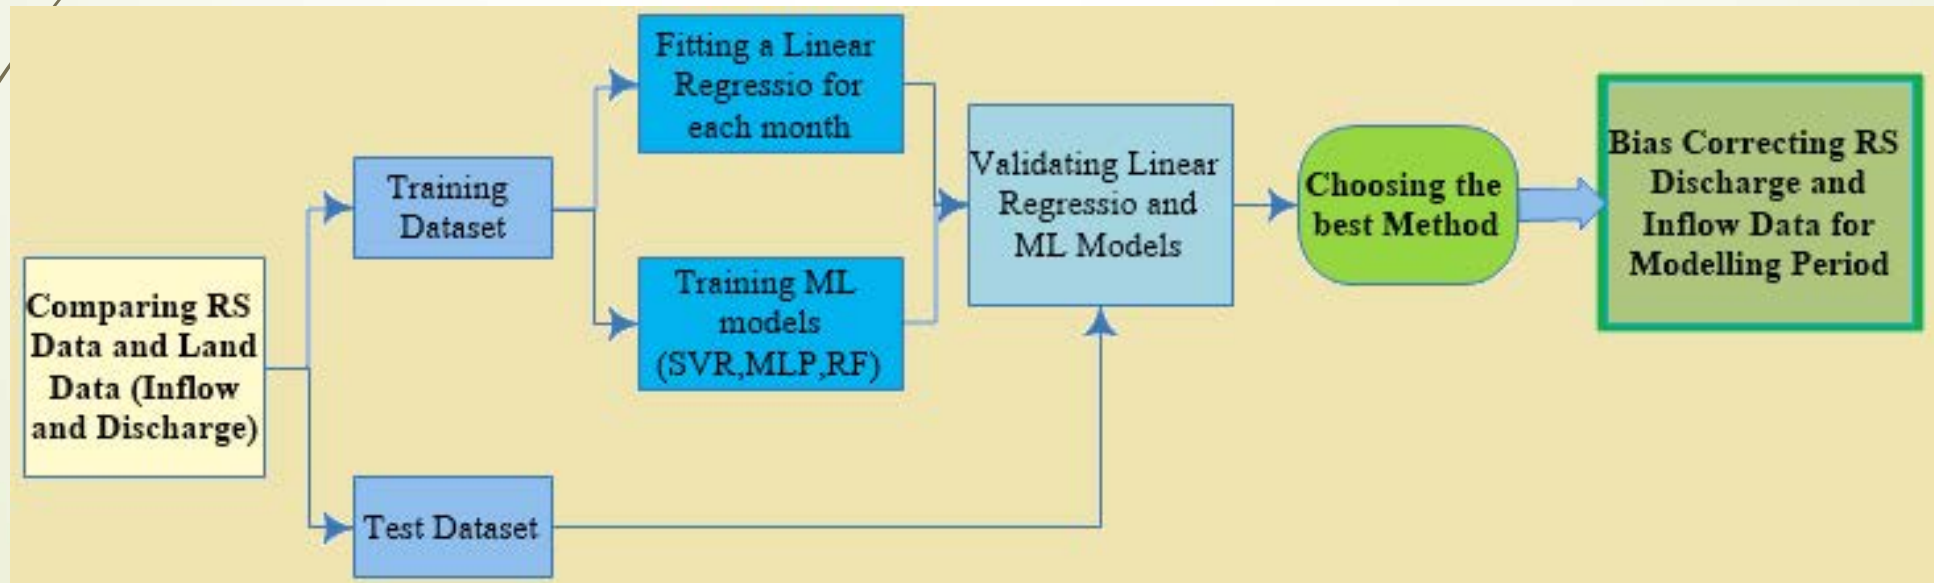 Comparing RS
Data and Land
Data (Inflow
and Discharge)
Training
Dataset
Test Dataset
Fitting a Linear
Regressio for
each month
Training ML
models
(SVR,MLP,RF)
Validating Linear
Regressio and
ML Models
Choosing the
best Method
Bias Correcting RS
Discharge and
Inflow Data for
Modelling Period